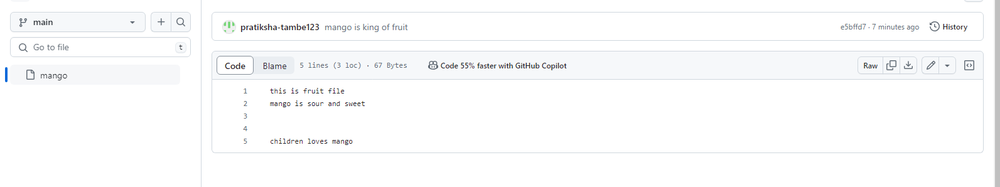 main
Go to file
t
mango
pratiksha-tambe123 mango is king of fruit
e5bffd7 · 7 minutes ago
History
Code
Blame
5 lines (3 loc) · 67 Bytes
Code 55% faster with GitHub Copilot
Raw
1 this is fruit file
2 mango is sour and sweet
3
4
5 children loves mango